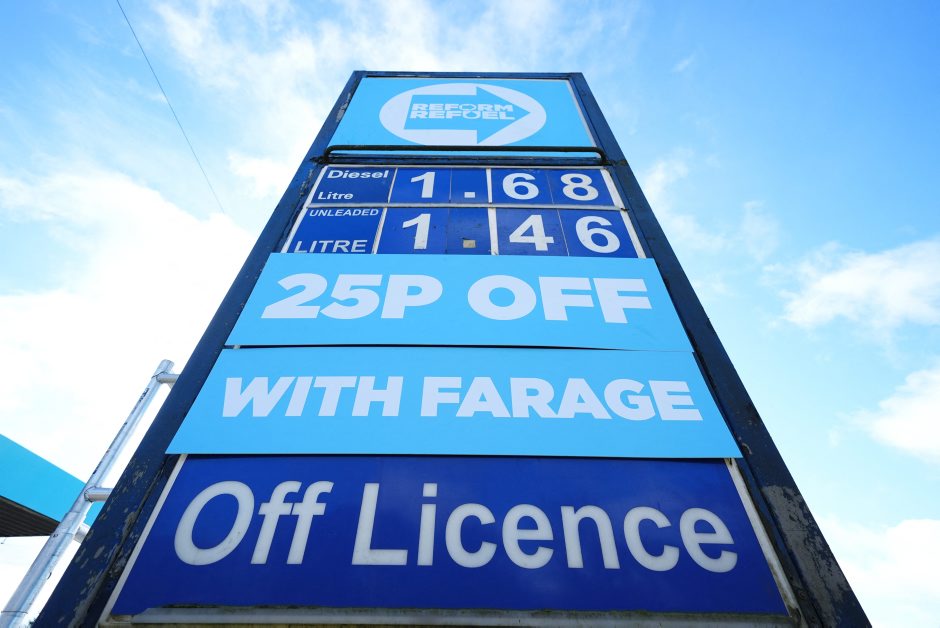 REFORM
REFUEL
Diesel
Litre
1.68
UNLEADED
LITRE
1.46
25P OFF
WITH FARAGE
Off Licence